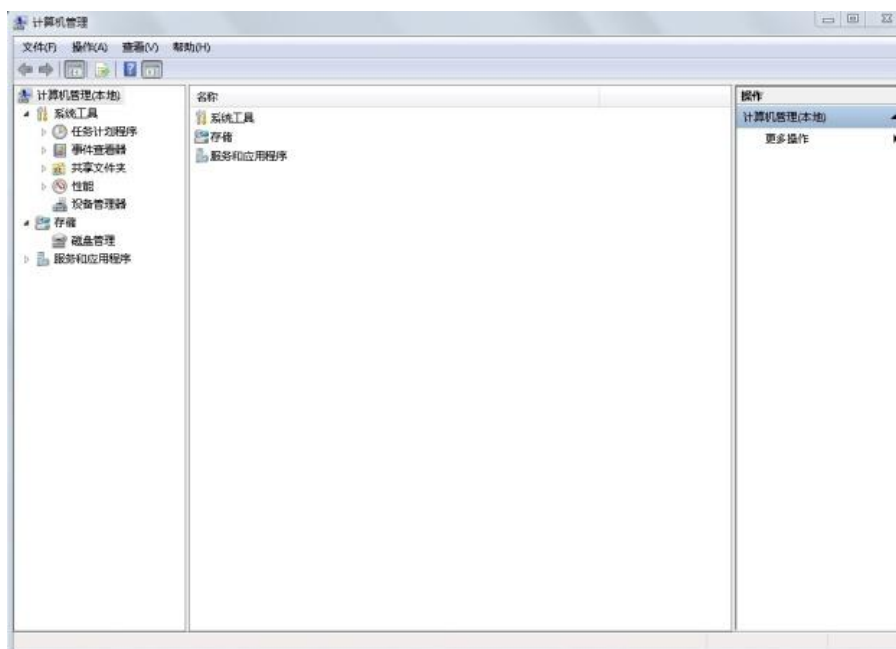 计算机管理
文件(F) 操作(A) 查看(V) 帮助(H)
计算机管理(本地)
系统工具
任务计划程序
事件查看器
共享文件夹
性能
设备管理器
存储
磁盘管理
服务和应用程序
名称
系统工具
存储
服务和应用程序
操作
计算机管理(本地)
更多操作